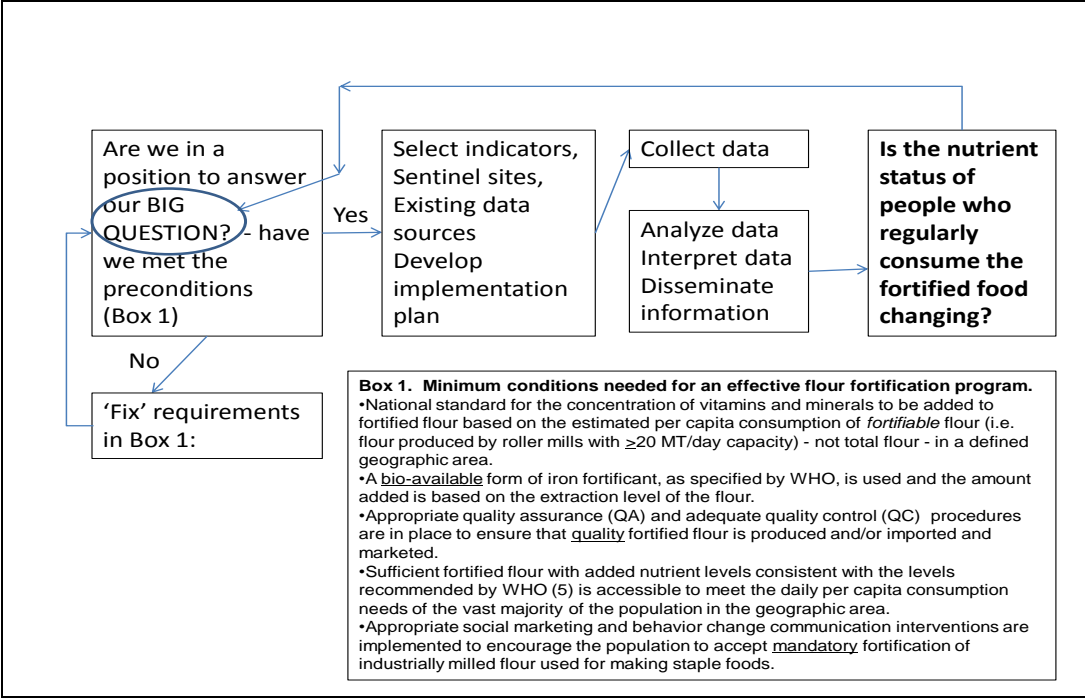 Are we in a
position to answer
our BIG
QUESTION? - have
we met the
preconditions
(Box 1)
Yes
Select indicators,
Sentinel sites,
Existing data
sources
Develop
implementation
plan
Collect data
Analyze data
Interpret data
Disseminate
information
Is the nutrient
status of
people who
regularly
consume the
fortified food
changing?
No
‘Fix’ requirements
in Box 1:
Box 1. Minimum conditions needed for an effective flour fortification program.
•National standard for the concentration of vitamins and minerals to be added to
fortified flour based on the estimated per capita consumption of fortifiable flour (i.e.
flour produced by roller mills with >20 MT/day capacity) - not total flour - in a defined
geographic area.
•A bio-available form of iron fortificant, as specified by WHO, is used and the amount
added is based on the extraction level of the flour.
•Appropriate quality assurance (QA) and adequate quality control (QC) procedures
are in place to ensure that quality fortified flour is produced and/or imported and
marketed.
•Sufficient fortified flour with added nutrient levels consistent with the levels
recommended by WHO (5) is accessible to meet the daily per capita consumption
needs of the vast majority of the population in the geographic area.
•Appropriate social marketing and behavior change communication interventions are
implemented to encourage the population to accept mandatory fortification of
industrially milled flour used for making staple foods.